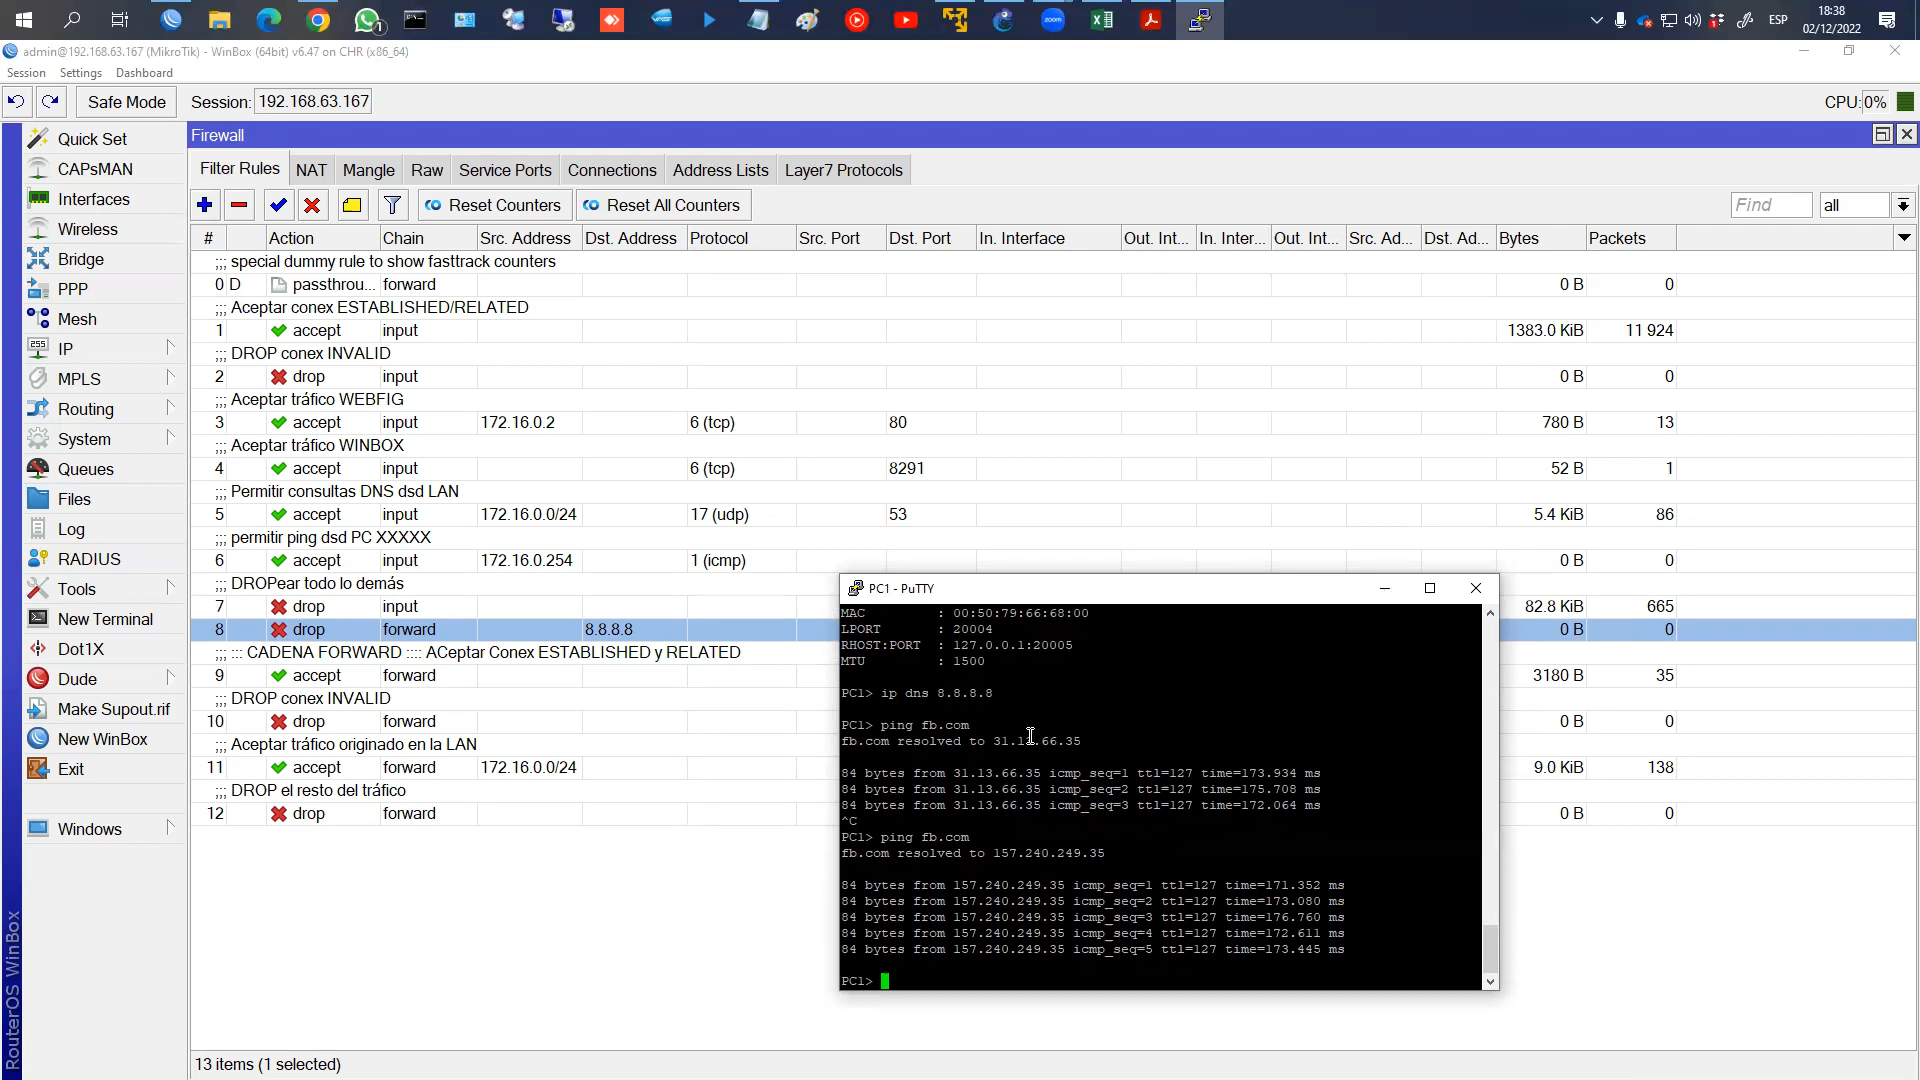 1
ESP
18:38
02/12/2022
admin@192.168.63.167 (MikroTik) - WinBox (64bit) v6.47 on CHR (x86_64)
Session Settings Dashboard
Safe Mode Session: 192.168.63.167 CPU: 0%
Firewall
Filter Rules NAT Mangle Raw Service Ports Connections Address Lists Layer7 Protocols
Reset Counters Reset All Counters Find all
# Action Chain Src. Address Dst. Address Protocol Src. Port Dst. Port In. Interface Out. Int... In. Inter... Out. Int... Src. Ad... Dst. Ad... Bytes Packets
;;; special dummy rule to show fasttrack counters
0 D passthrou... forward 0 B 0
;;; Aceptar conex ESTABLISHED/RELATED
1 accept input 1383.0 KiB 11 924
;;; DROP conex INVALID
2 drop input 0 B 0
;;; Aceptar tráfico WEBFIG
3 accept input 172.16.0.2 6 (tcp) 80 780 B 13
;;; Aceptar tráfico WINBOX
4 accept input 6 (tcp) 8291 52 B 1
;;; Permitir consultas DNS dsd LAN
5 accept input 172.16.0.0/24 17 (udp) 53 5.4 KiB 86
;;; permitir ping dsd PC XXXXX
6 accept input 172.16.0.254 1 (icmp) 0 B 0
;;; DROPear todo lo demás
7 drop input 82.8 KiB 665
8 drop forward 8.8.8.8 0 B 0
;;; ::: CADENA FORWARD :::: ACeptar Conex ESTABLISHED y RELATED
9 accept forward 3180 B 35
;;; DROP conex INVALID
10 drop forward 0 B 0
;;; Aceptar tráfico originado en la LAN
11 accept forward 172.16.0.0/24 9.0 KiB 138
;;; DROP el resto del tráfico
12 drop forward 0 B 0
13 items (1 selected)
Quick Set
CAPsMAN
Interfaces
Wireless
Bridge
PPP
Mesh
255 IP
MPLS
Routing
System
Queues
Files
Log
RADIUS
Tools
New Terminal
Dot1X
Dude
Make Supout.rif
New WinBox
Exit
Windows
RouterOS WinBox
PC1 - PuTTY
MAC : 00:50:79:66:68:00
LPORT : 20004
RHOST:PORT : 127.0.0.1:20005
MTU : 1500
PC1> ip dns 8.8.8.8
PC1> ping fb.com
fb.com resolved to 31.13.66.35
84 bytes from 31.13.66.35 icmp_seq=1 ttl=127 time=173.934 ms
84 bytes from 31.13.66.35 icmp_seq=2 ttl=127 time=175.708 ms
84 bytes from 31.13.66.35 icmp_seq=3 ttl=127 time=172.064 ms
^C
PC1> ping fb.com
fb.com resolved to 157.240.249.35
84 bytes from 157.240.249.35 icmp_seq=1 ttl=127 time=171.352 ms
84 bytes from 157.240.249.35 icmp_seq=2 ttl=127 time=173.080 ms
84 bytes from 157.240.249.35 icmp_seq=3 ttl=127 time=176.760 ms
84 bytes from 157.240.249.35 icmp_seq=4 ttl=127 time=172.611 ms
84 bytes from 157.240.249.35 icmp_seq=5 ttl=127 time=173.445 ms
PC1>